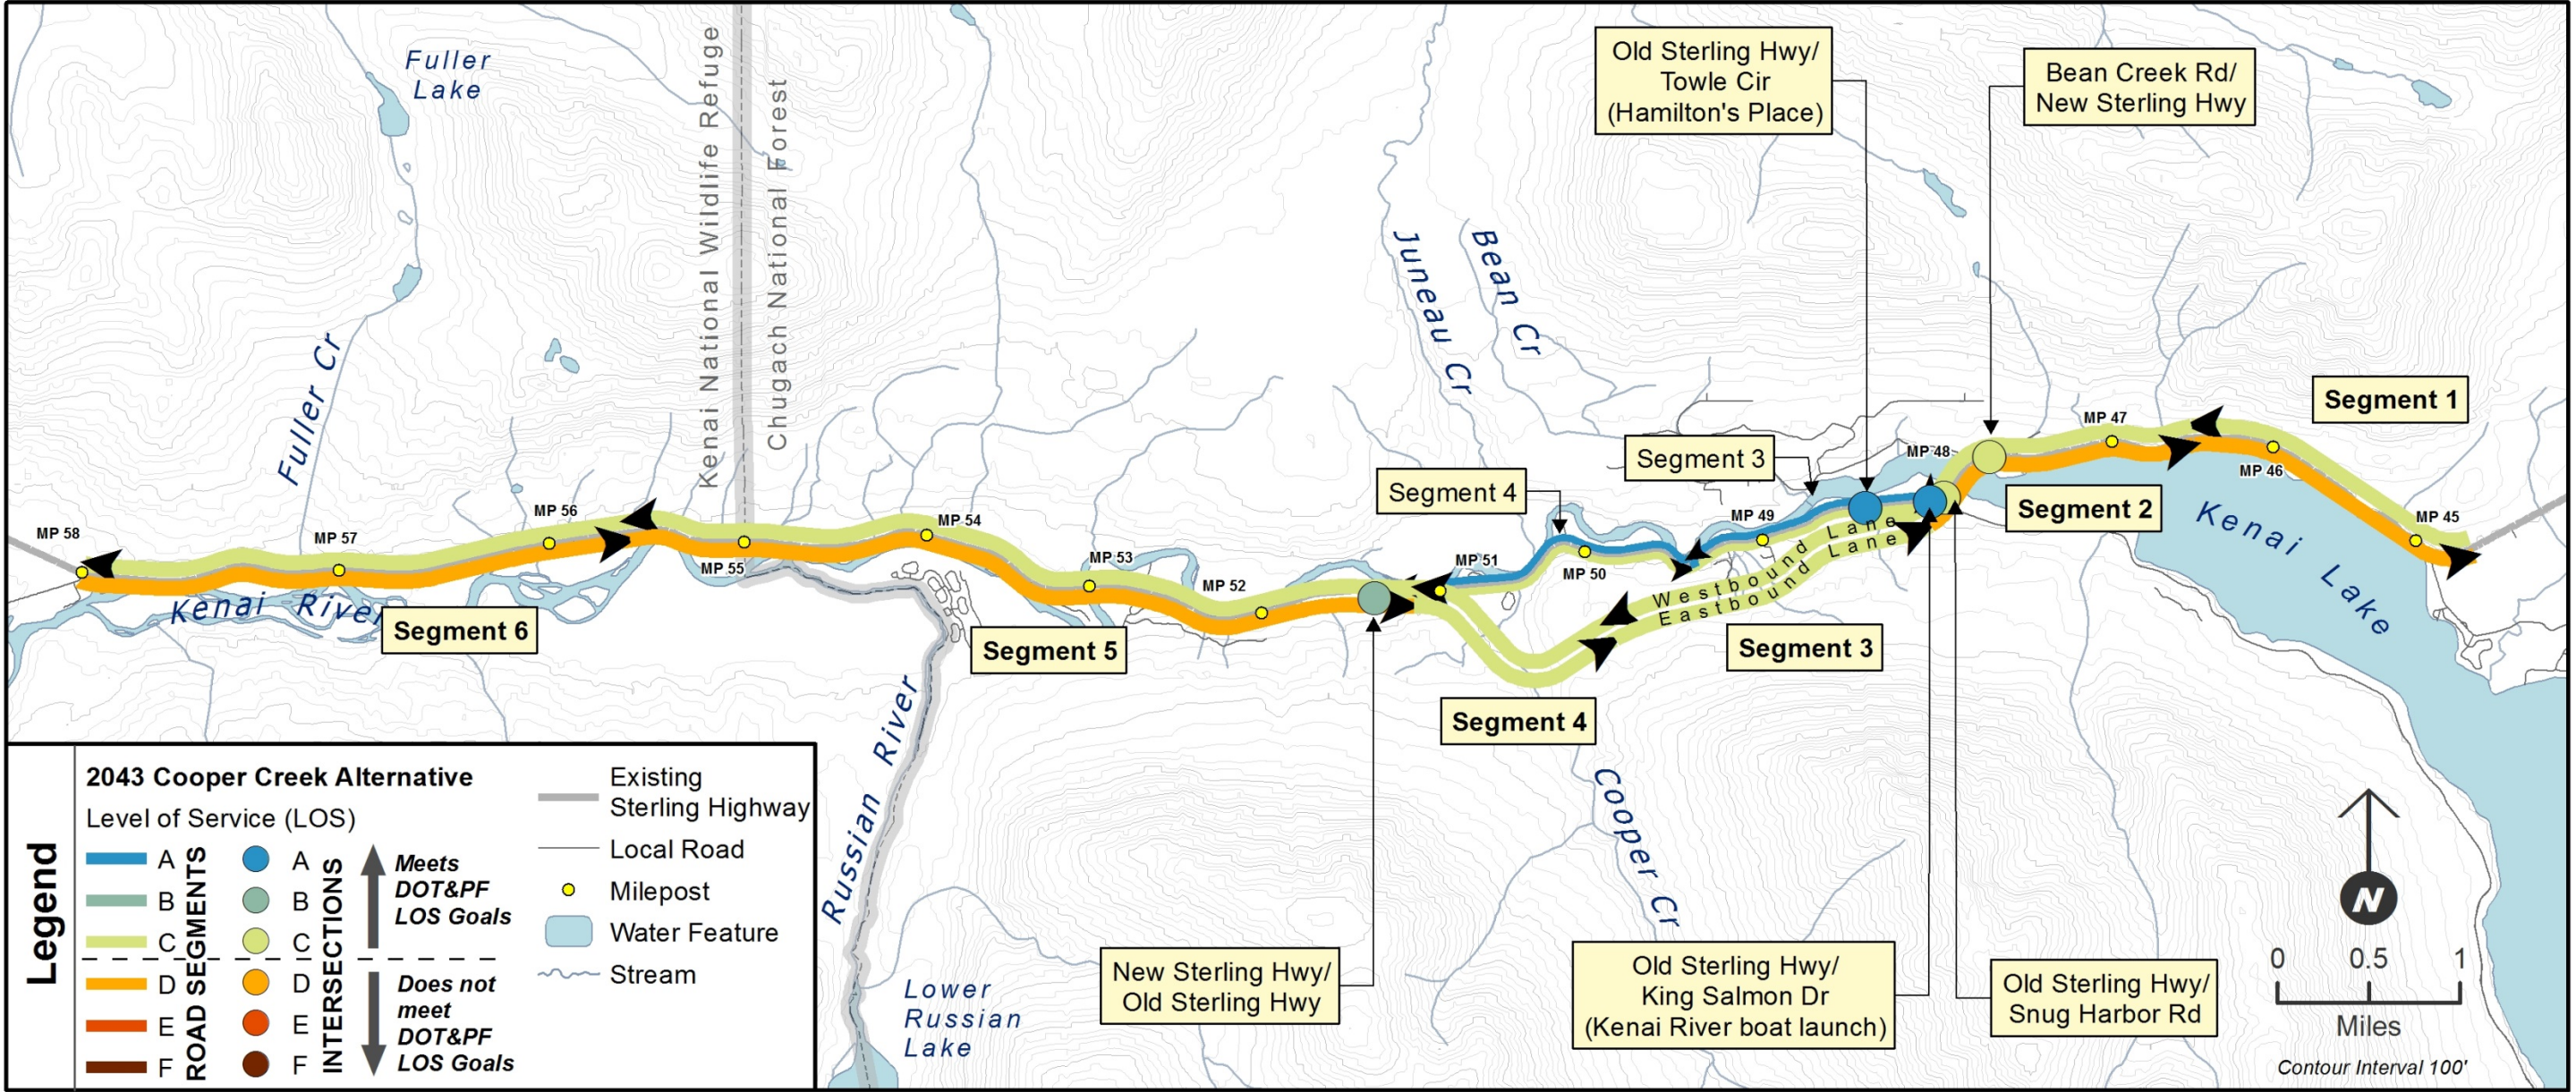 Fuller
Lake
Kenai National Wildlife Refuge
Chugach National Forest
Old Sterling Hwy/
Towle Cir
(Hamilton's Place)
Bean Creek Rd/
New Sterling Hwy
Juneau Cr
Bean Cr
Fuller Cr
Segment 1
MP 47
MP 46
MP 45
MP 48
Segment 3
Segment 4
Segment 2
Kenai
Lake
MP 49
MP 50
MP 51
Westbound Lane
Eastbound Lane
MP 58
MP 57
MP 56
MP 55
MP 54
MP 53
MP 52
Kenai River
Segment 6
Segment 5
Segment 3
Segment 4
Russian River
Cooper Cr
Lower
Russian
Lake
New Sterling Hwy/
Old Sterling Hwy
Old Sterling Hwy/
King Salmon Dr
(Kenai River boat launch)
Old Sterling Hwy/
Snug Harbor Rd
Legend
2043 Cooper Creek Alternative
Level of Service (LOS)
ROAD SEGMENTS
A
B
C
D
E
F
INTERSECTIONS
A
B
C
D
E
F
Meets
DOT&PF
LOS Goals
Does not
meet
DOT&PF
LOS Goals
Existing
Sterling Highway
Local Road
Milepost
Water Feature
Stream
N
0 0.5 1
Miles
Contour Interval 100'